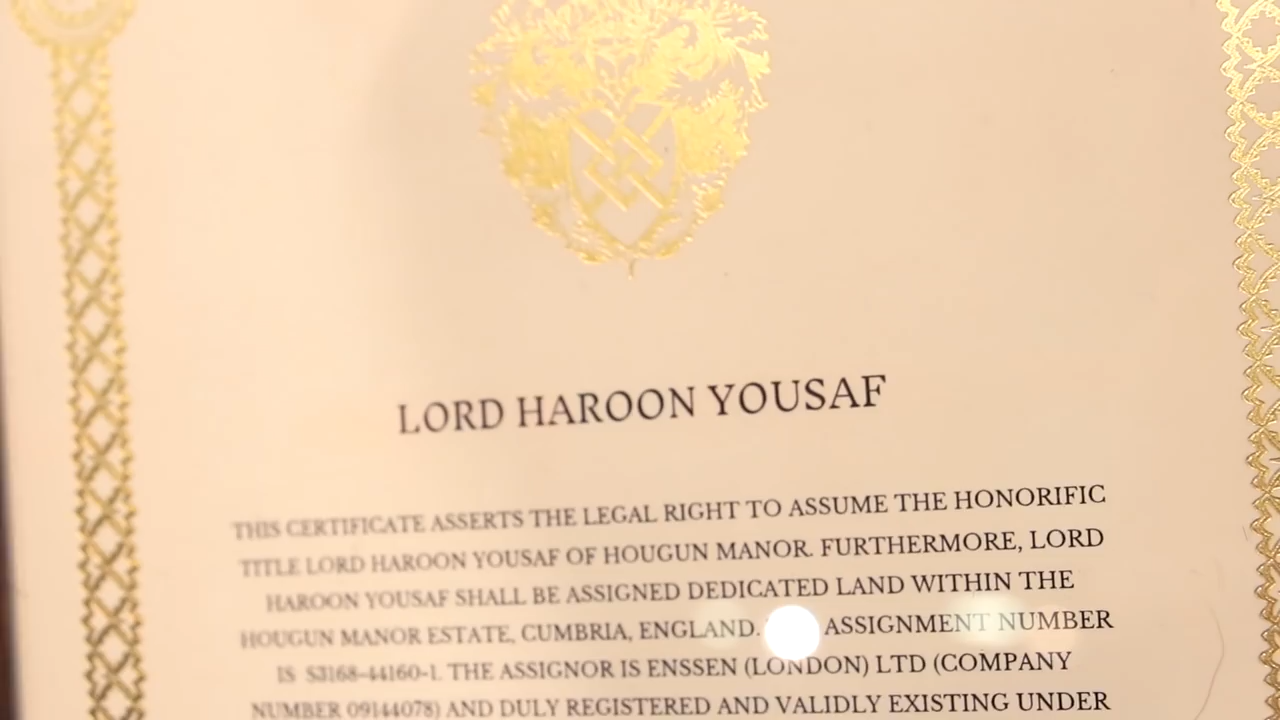 LORD HAROON YOUSAF
THIS CERTIFICATE ASSERTS THE LEGAL RIGHT TO ASSUME THE HONORIFIC
TITLE LORD HAROON YOUSAF OF HOUGUN MANOR. FURTHERMORE, LORD
HAROON YOUSAF SHALL BE ASSIGNED DEDICATED LAND WITHIN THE
HOUGUN MANOR ESTATE, CUMBRIA, ENGLAND. ASSIGNMENT NUMBER
IS S3168-44160-1. THE ASSIGNOR IS ENSSEN (LONDON) LTD (COMPANY
NUMBER 09144078) AND DULY REGISTERED AND VALIDLY EXISTING UNDER